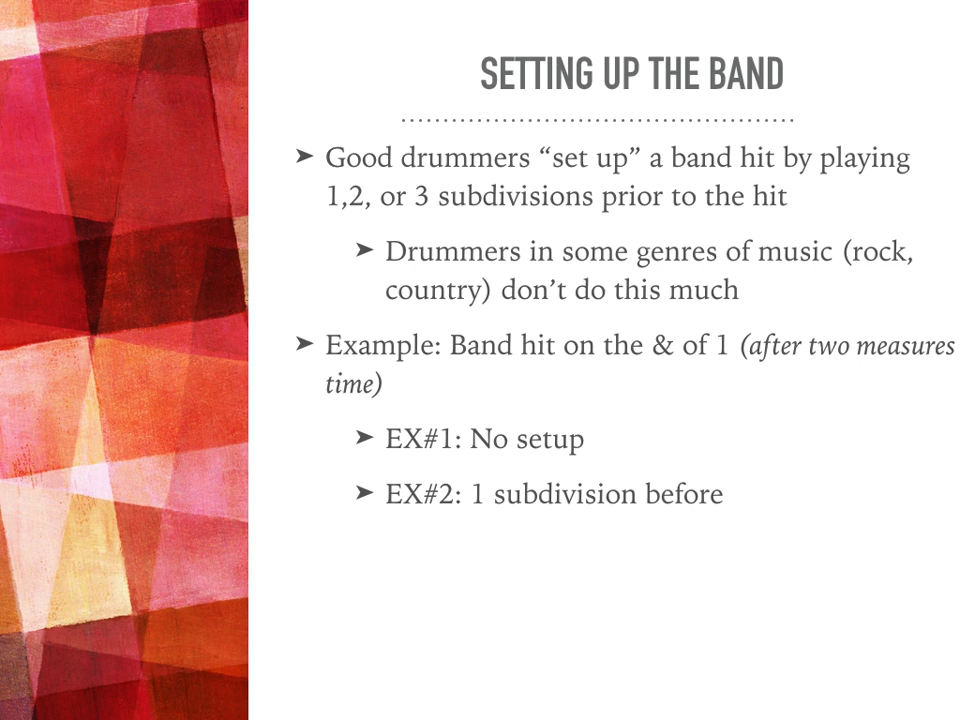 SETTING UP THE BAND
➤ Good drummers “set up” a band hit by playing
1,2, or 3 subdivisions prior to the hit
➤ Drummers in some genres of music (rock,
country) don’t do this much
➤ Example: Band hit on the & of 1 (after two measures
time)
➤ EX#1: No setup
➤ EX#2: 1 subdivision before